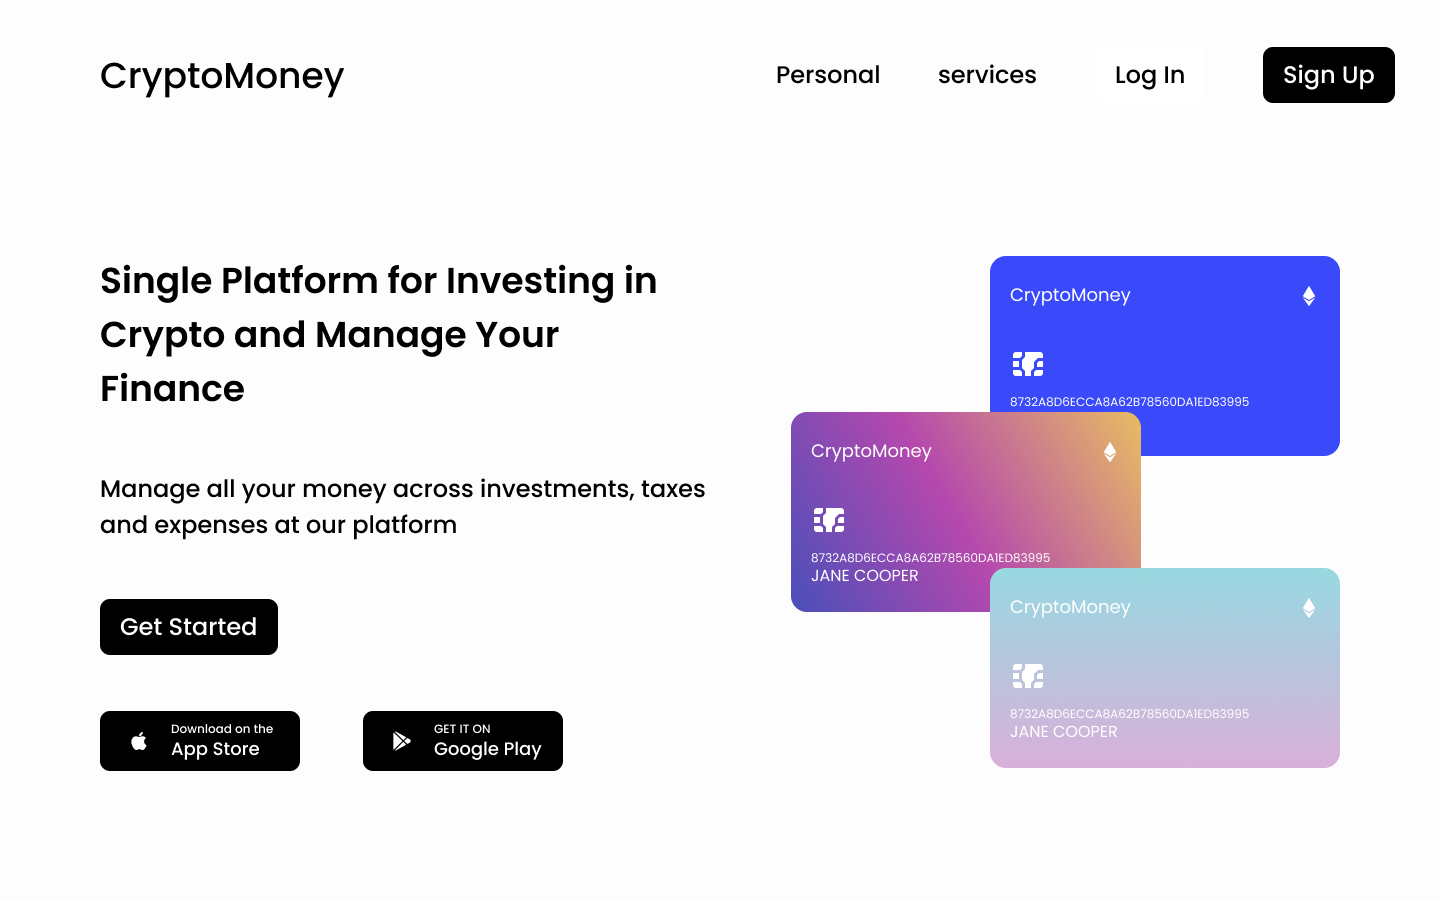 CryptoMoney
Personal
services
Log In
Sign Up
Single Platform for Investing in
Crypto and Manage Your
Finance
Manage all your money across investments, taxes
and expenses at our platform
Get Started
Download on the
App Store
GET IT ON
Google Play
CryptoMoney
8732A8D6ECCA8A62B78560DA1ED83995
CryptoMoney
8732A8D6ECCA8A62B78560DA1ED83995
JANE COOPER
CryptoMoney
8732A8D6ECCA8A62B78560DA1ED83995
JANE COOPER